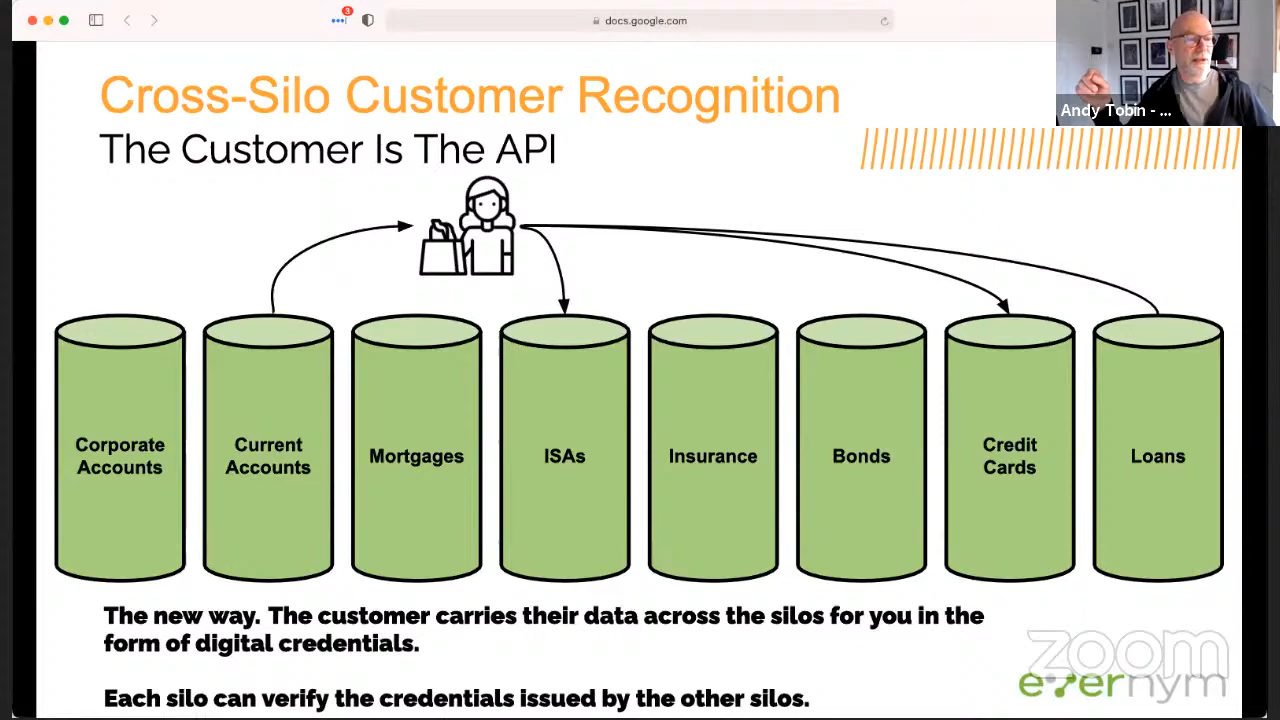 3
docs.google.com
Andy Tobin - ...
Cross-Silo Customer Recognition
The Customer Is The API
Corporate
Accounts
Current
Accounts
Mortgages
ISAs
Insurance
Bonds
Credit
Cards
Loans
The new way. The customer carries their data across the silos for you in the
form of digital credentials.
Each silo can verify the credentials issued by the other silos.
zoom
evernym